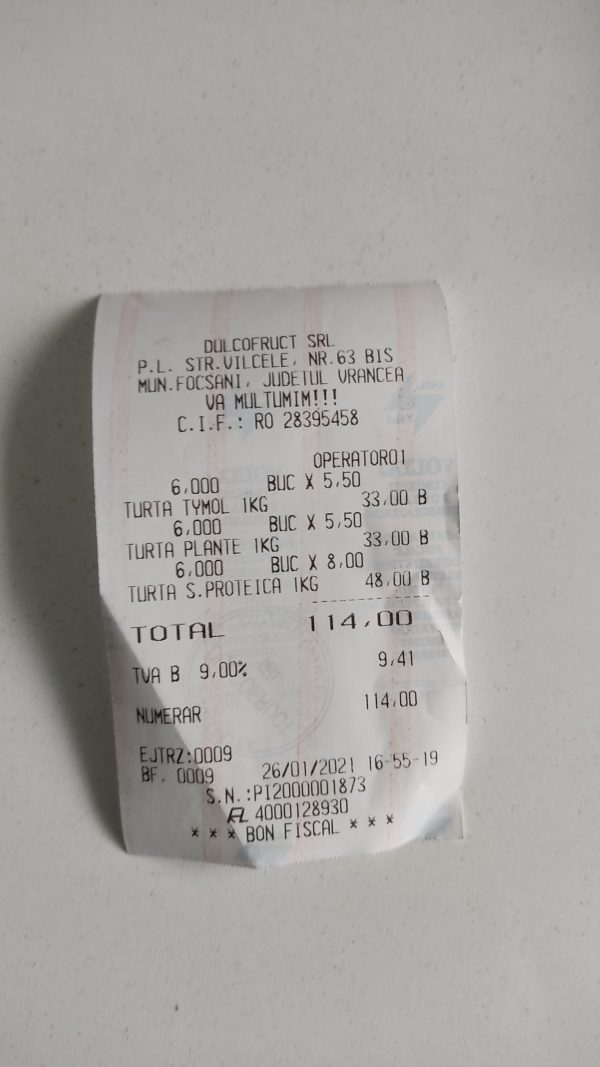 DULCOFRUCT SRL
P.L. STR.VILCELE, NR.63 BIS
MUN.FOCSANI, JUDETUL VRANCEA
VA MULTUMIM!!!
C.I.F.: RO 28395458
OPERATOR01
6,000 BUC X 5,50
TURTA TYMOL 1KG 33,00 B
6,000 BUC X 5,50
TURTA PLANTE 1KG 33,00 B
6,000 BUC X 8,00
TURTA S.PROTEICA 1KG 48,00 B
TOTAL 114,00
TVA B 9,00% 9,41
NUMERAR 114,00
EJTRZ:0009
BF. 0009 26/01/2021 16-55-19
S.N.:PI2000001873
FL 4000128930
* * * BON FISCAL * * *